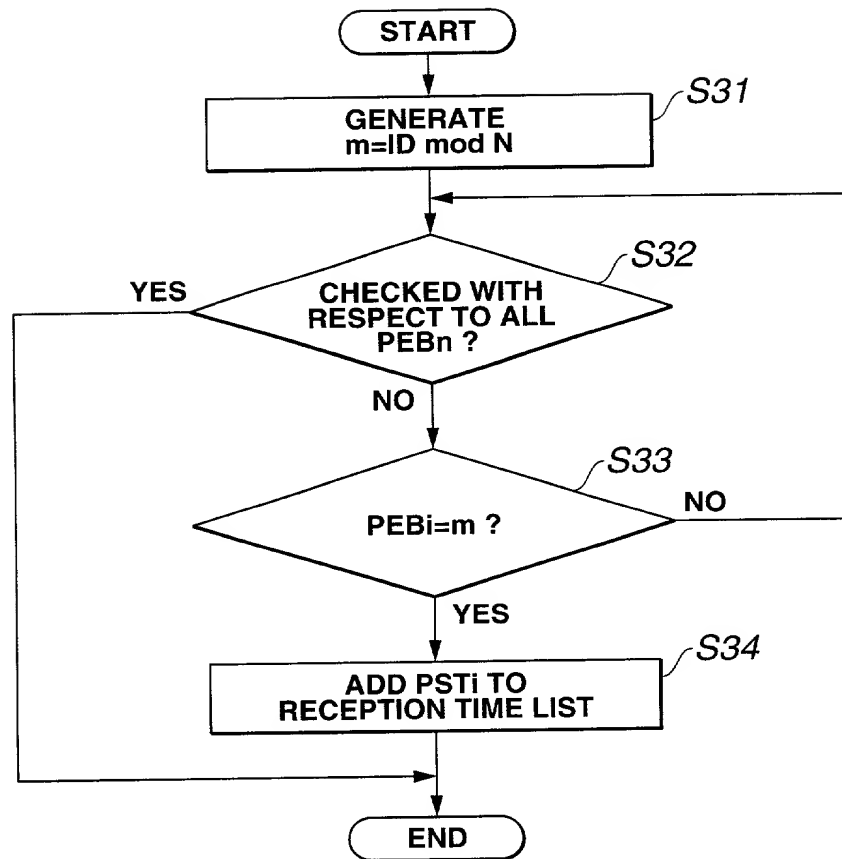 START
S31
GENERATE
m=ID mod N
S32
YES
CHECKED WITH
RESPECT TO ALL
PEBn ?
NO
S33
PEBi=m ?
NO
YES
S34
ADD PSTi TO
RECEPTION TIME LIST
END